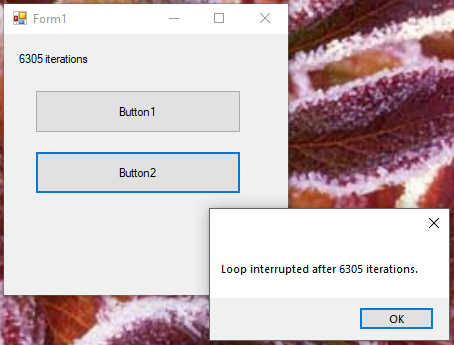 Form1
6305 iterations
Button1
Button2
Loop interrupted after 6305 iterations.
OK